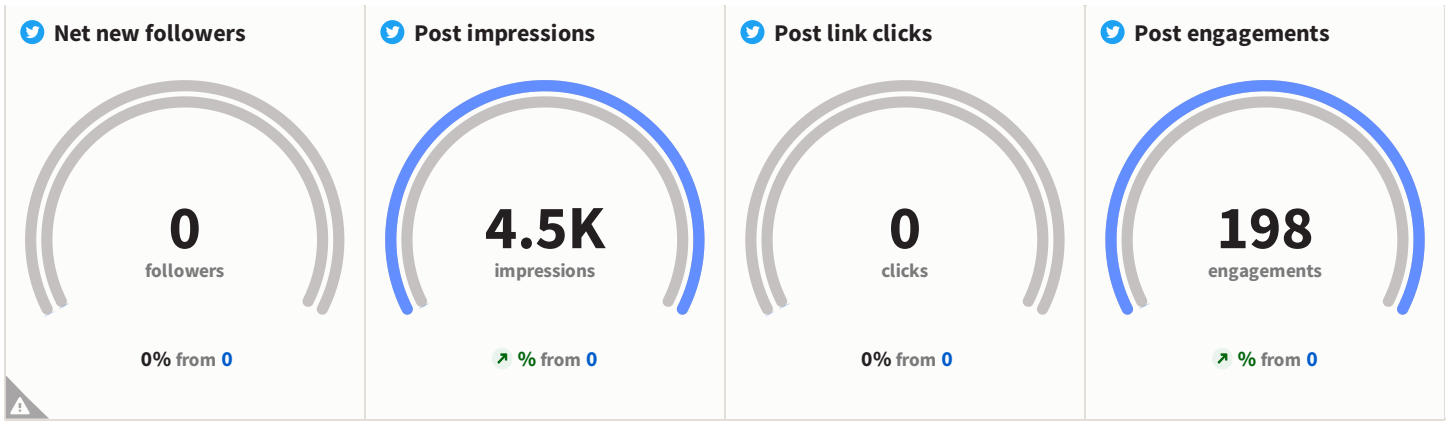 Net new followers
0
followers
0% from 0
Post impressions
4.5K
impressions
% from 0
Post link clicks
0
clicks
0% from 0
Post engagements
198
engagements
% from 0